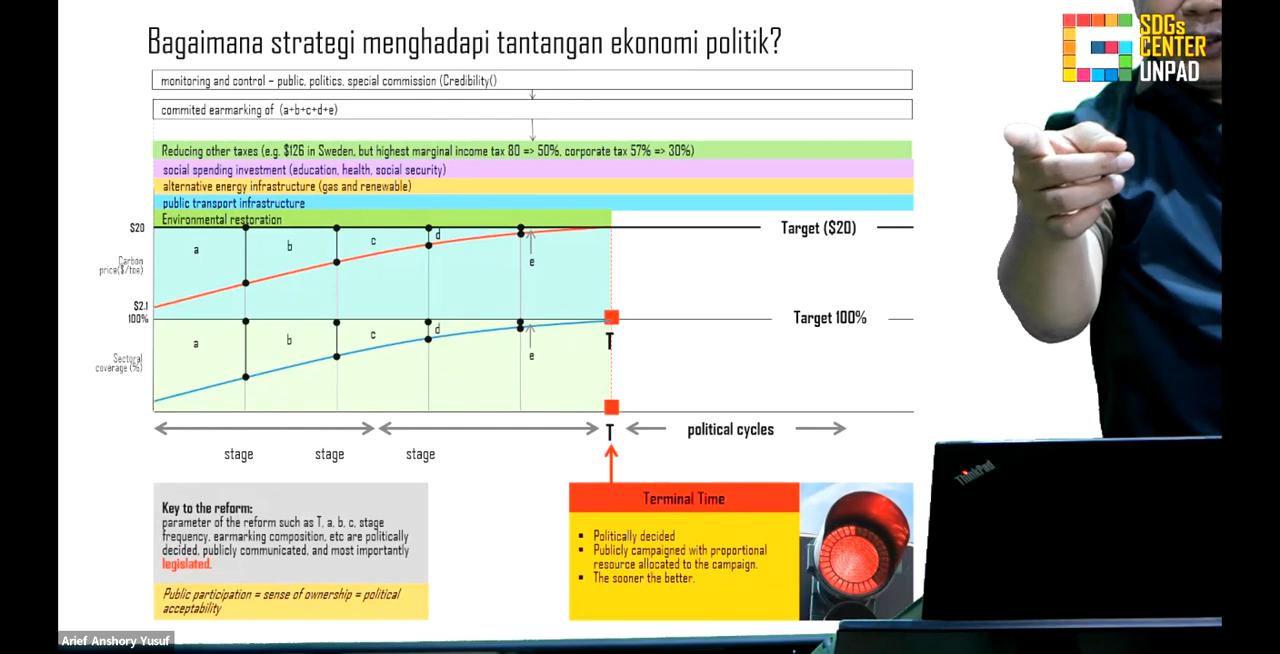 Bagaimana strategi menghadapi tantangan ekonomi politik?
SDGs
CENTER
UNPAD
monitoring and control – public, politics, special commission (Credibility()
commited earmarking of (a+b+c+d+e)
Reducing other taxes (e.g. $126 in Sweden, but highest marginal income tax 80 => 50%, corporate tax 57% => 30%)
social spending investment (education, health, social security)
alternative energy infrastructure (gas and renewable)
public transport infrastructure
Environmental restoration
$20
Target ($20)
a
b
c
d
e
Carbon
price($/toe)
$2.1
100%
Target 100%
a
b
c
d
e
T
Sectoral
coverage (%)
T
political cycles
stage
stage
stage
Key to the reform:
parameter of the reform such as T, a, b, c, stage
frequency, earmarking composition, etc are politically
decided, publicly communicated, and most importantly
legislated.
Public participation = sense of ownership = political
acceptability
Terminal Time
▪ Politically decided
▪ Publicly campaigned with proportional
resource allocated to the campaign.
▪ The sooner the better.
ThinkPad
Arief Anshory Yusuf